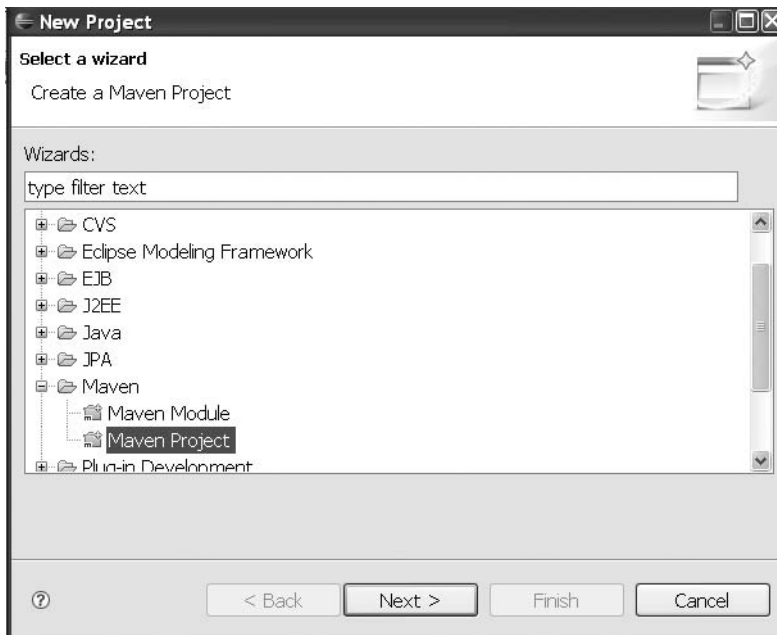 New Project
Select a wizard
Create a Maven Project
Wizards:
type filter text
CVS
Eclipse Modeling Framework
EJB
J2EE
Java
JPA
Maven
Maven Module
Maven Project
Plug-in Development
< Back Next > Finish Cancel